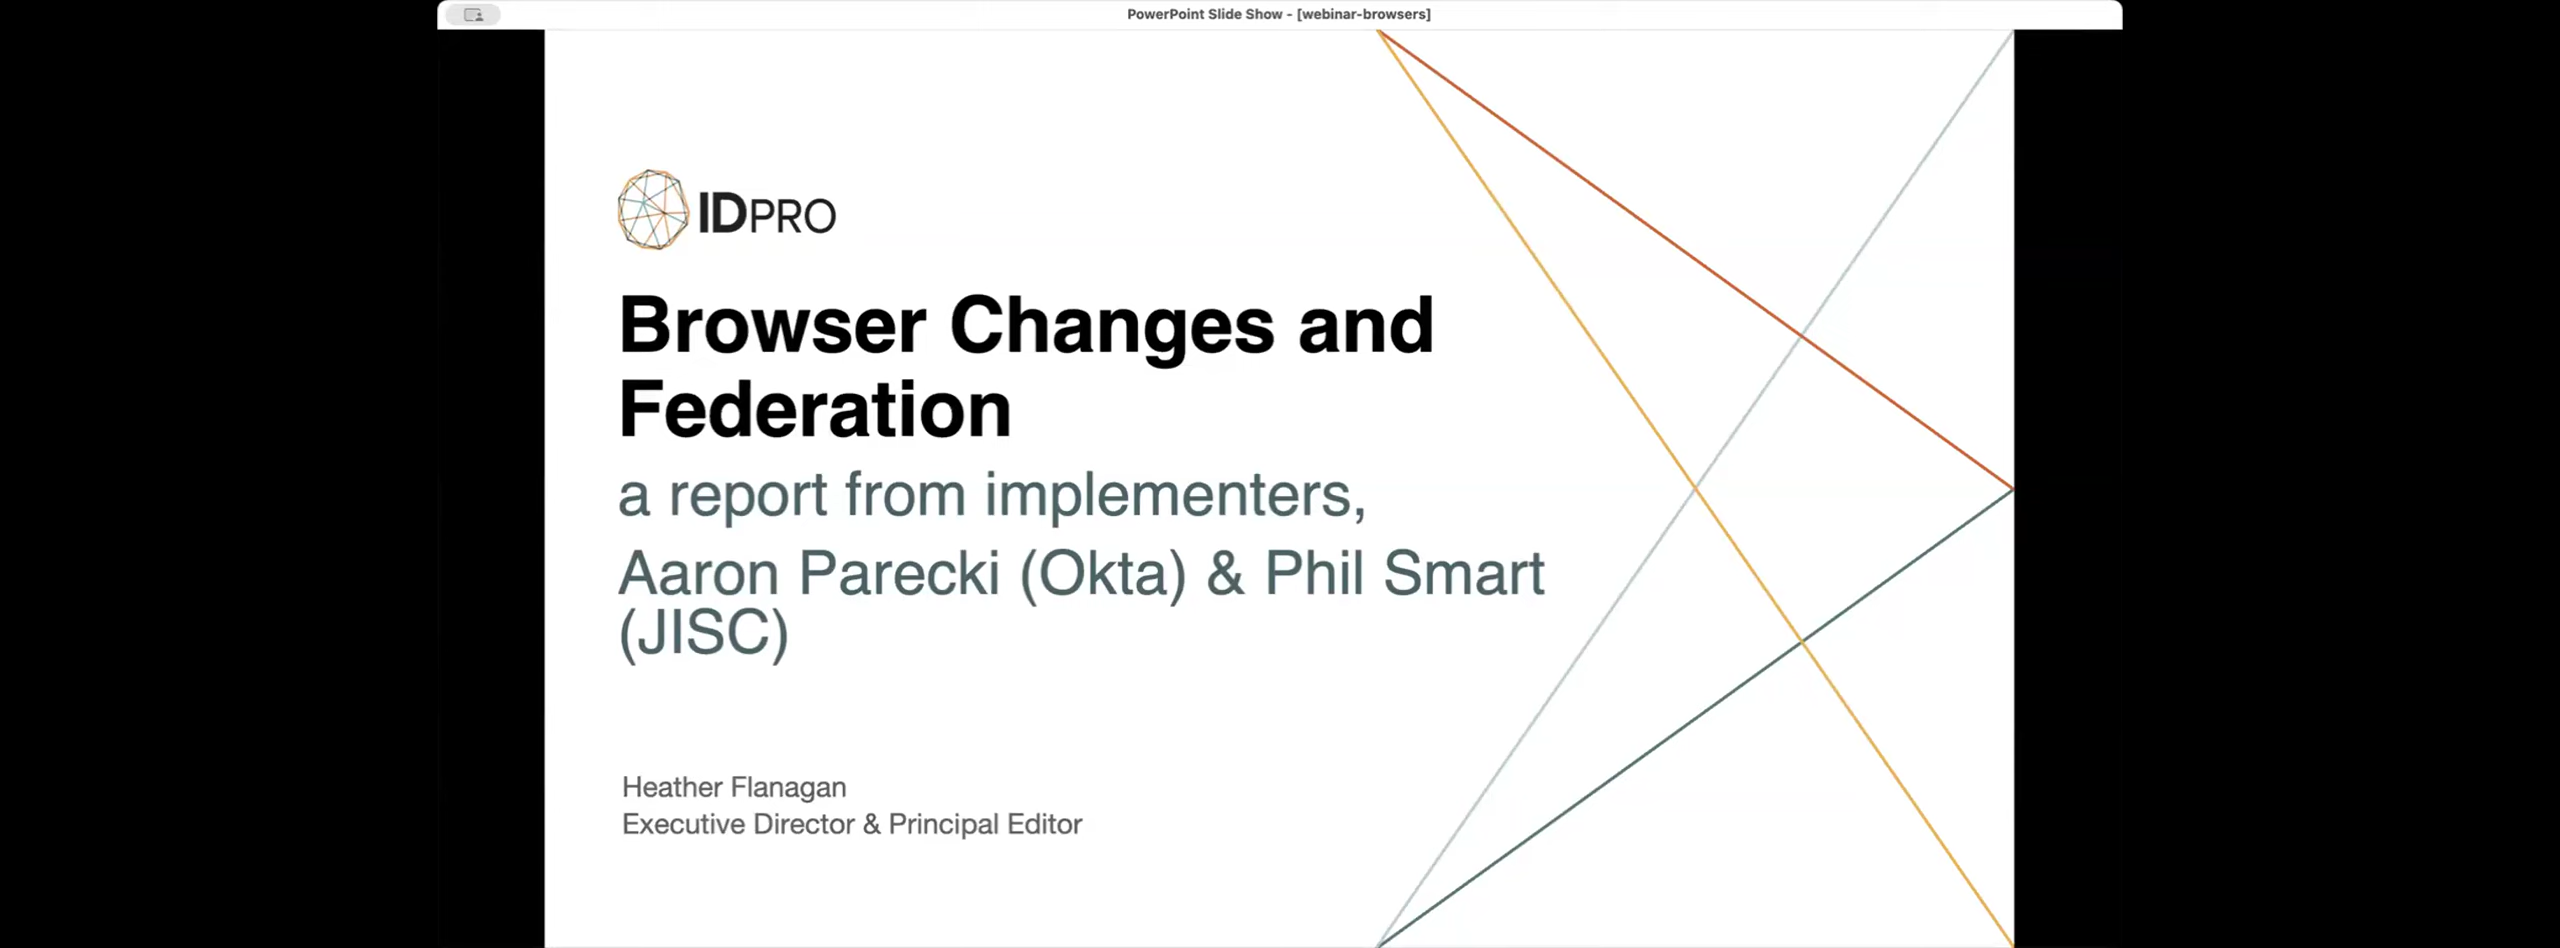 PowerPoint Slide Show - [webinar-browsers]
IDPRO
Browser Changes and
Federation
a report from implementers,
Aaron Parecki (Okta) & Phil Smart
(JISC)
Heather Flanagan
Executive Director & Principal Editor